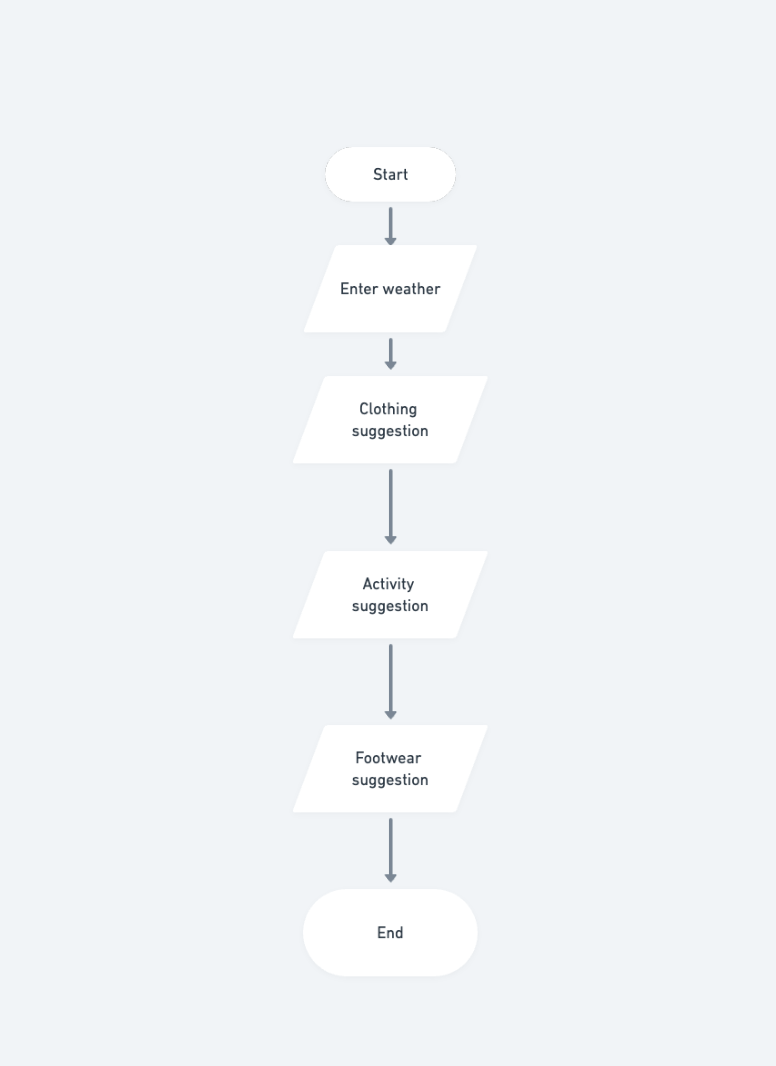 Start
Enter weather
Clothing
suggestion
Activity
suggestion
Footwear
suggestion
End